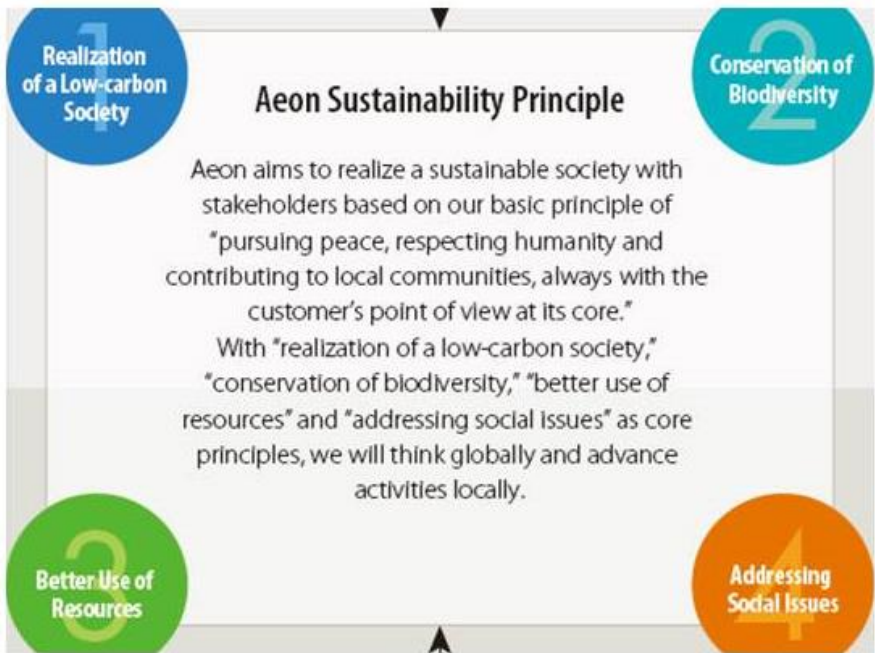 1
Realization
of a Low-carbon
Society
2
Conservation of
Biodiversity
Aeon Sustainability Principle
Aeon aims to realize a sustainable society with
stakeholders based on our basic principle of
"pursuing peace, respecting humanity and
contributing to local communities, always with the
customer's point of view at its core."
With "realization of a low-carbon society,"
"conservation of biodiversity," "better use of
resources" and "addressing social issues" as core
principles, we will think globally and advance
activities locally.
3
Better Use of
Resources
4
Addressing
Social Issues